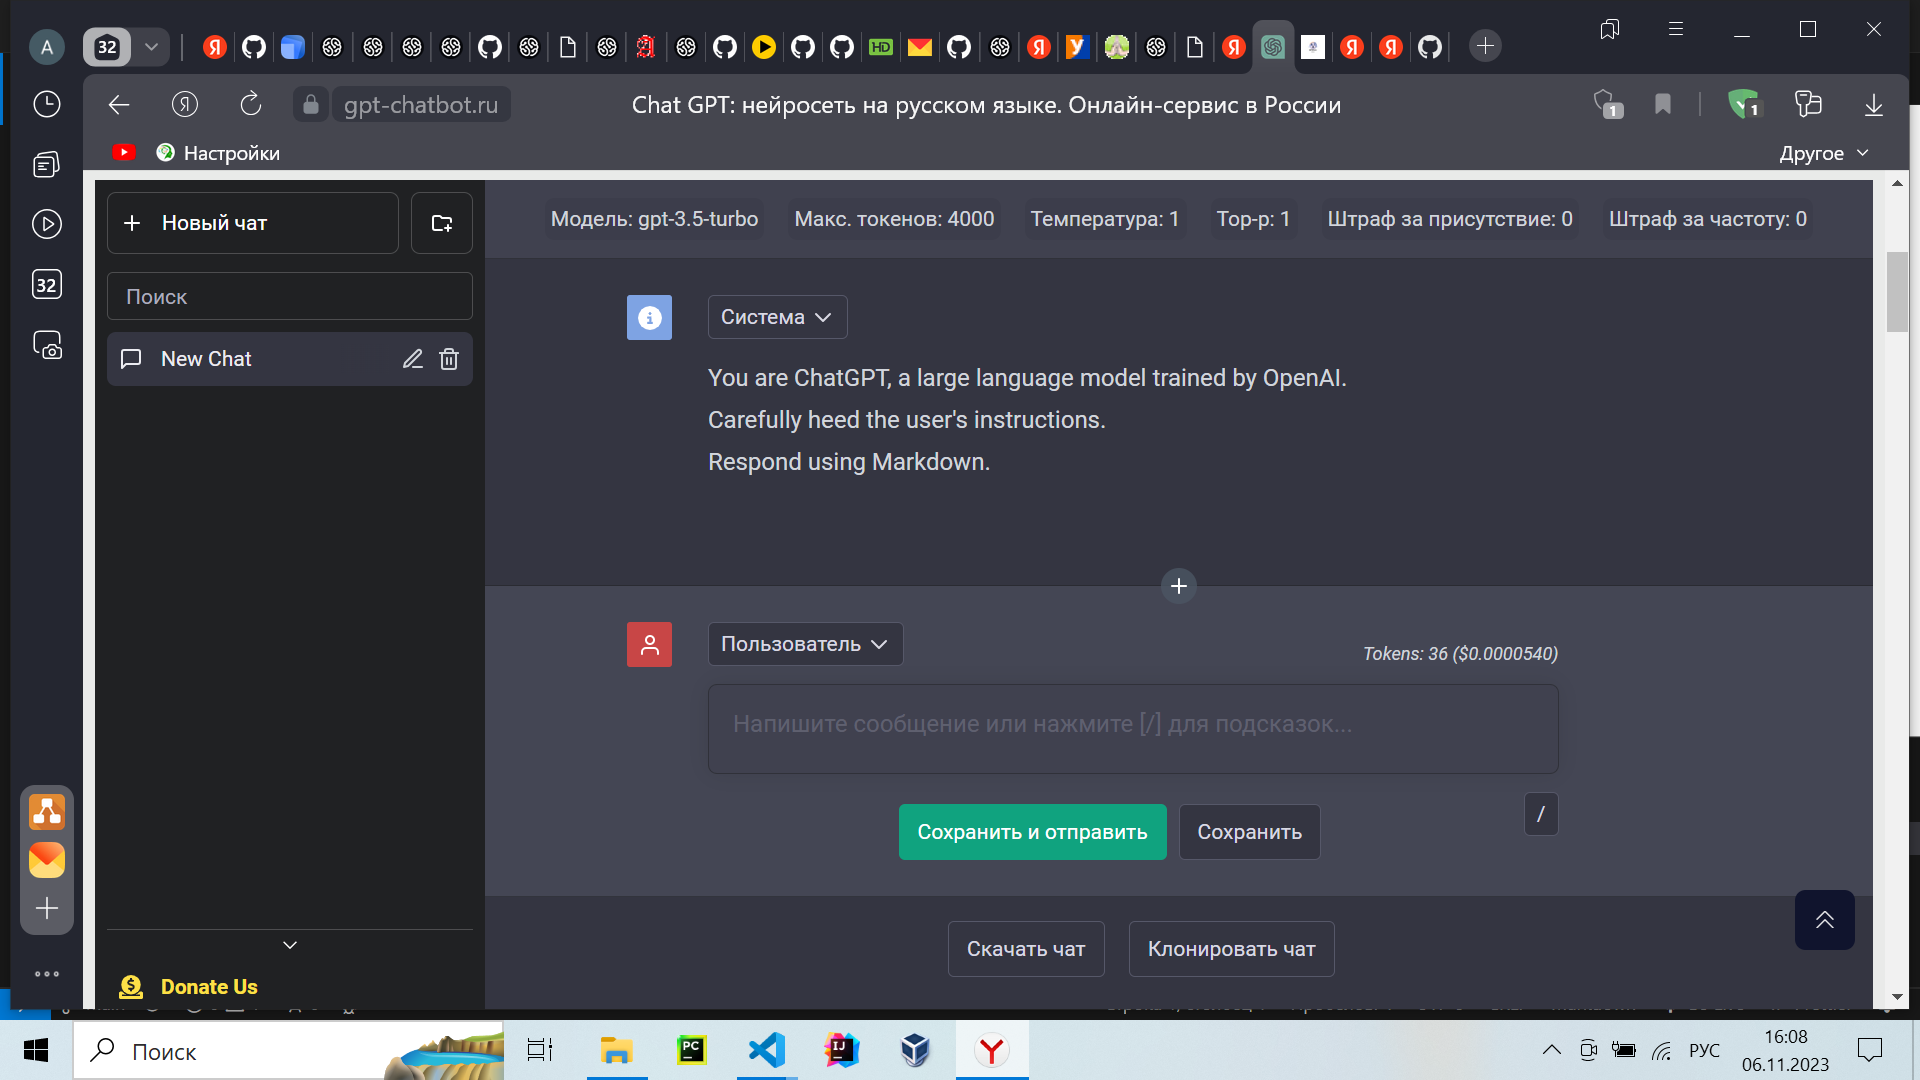 A
32
1
1
gpt-chatbot.ru
Chat GPT: нейросеть на русском языке. Онлайн-сервис в России
Настройки
Другое
32
Новый чат
Поиск
New Chat
Donate Us
Модель: gpt-3.5-turbo
Макс. токенов: 4000
Температура: 1
Top-p: 1
Штраф за присутствие: 0
Штраф за частоту: 0
Система
You are ChatGPT, a large language model trained by OpenAI.
Carefully heed the user's instructions.
Respond using Markdown.
Пользователь
Tokens: 36 ($0.0000540)
Напишите сообщение или нажмите [/] для подсказок...
/
Сохранить и отправить
Сохранить
Скачать чат
Клонировать чат
Поиск
PC
IJ
РУС
16:08
06.11.2023